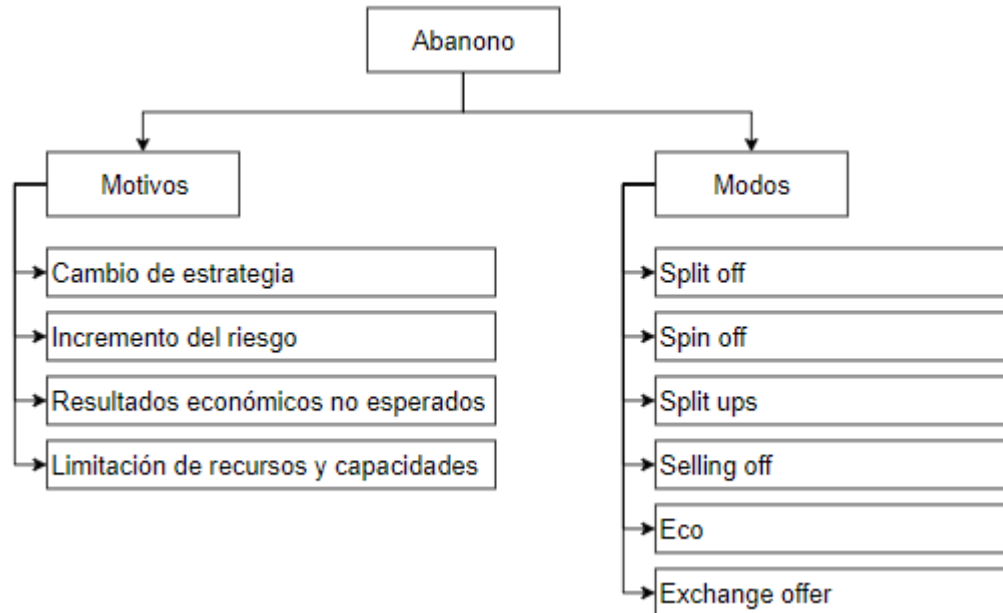 Abanono
Motivos
Cambio de estrategia
Incremento del riesgo
Resultados económicos no esperados
Limitación de recursos y capacidades
Modos
Split off
Spin off
Split ups
Selling off
Eco
Exchange offer